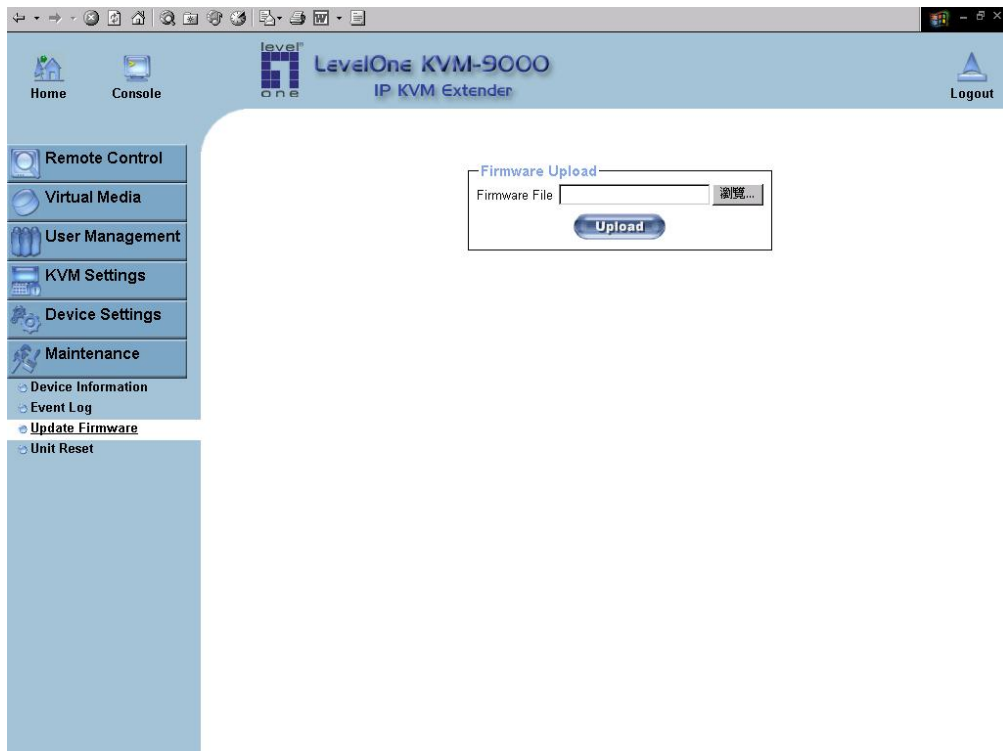 Home
Console
level
one
LevelOne KVM-9000
IP KVM Extender
Logout
Remote Control
Virtual Media
User Management
KVM Settings
Device Settings
Maintenance
Device Information
Event Log
Update Firmware
Unit Reset
Firmware Upload
Firmware File
瀏覽...
Upload